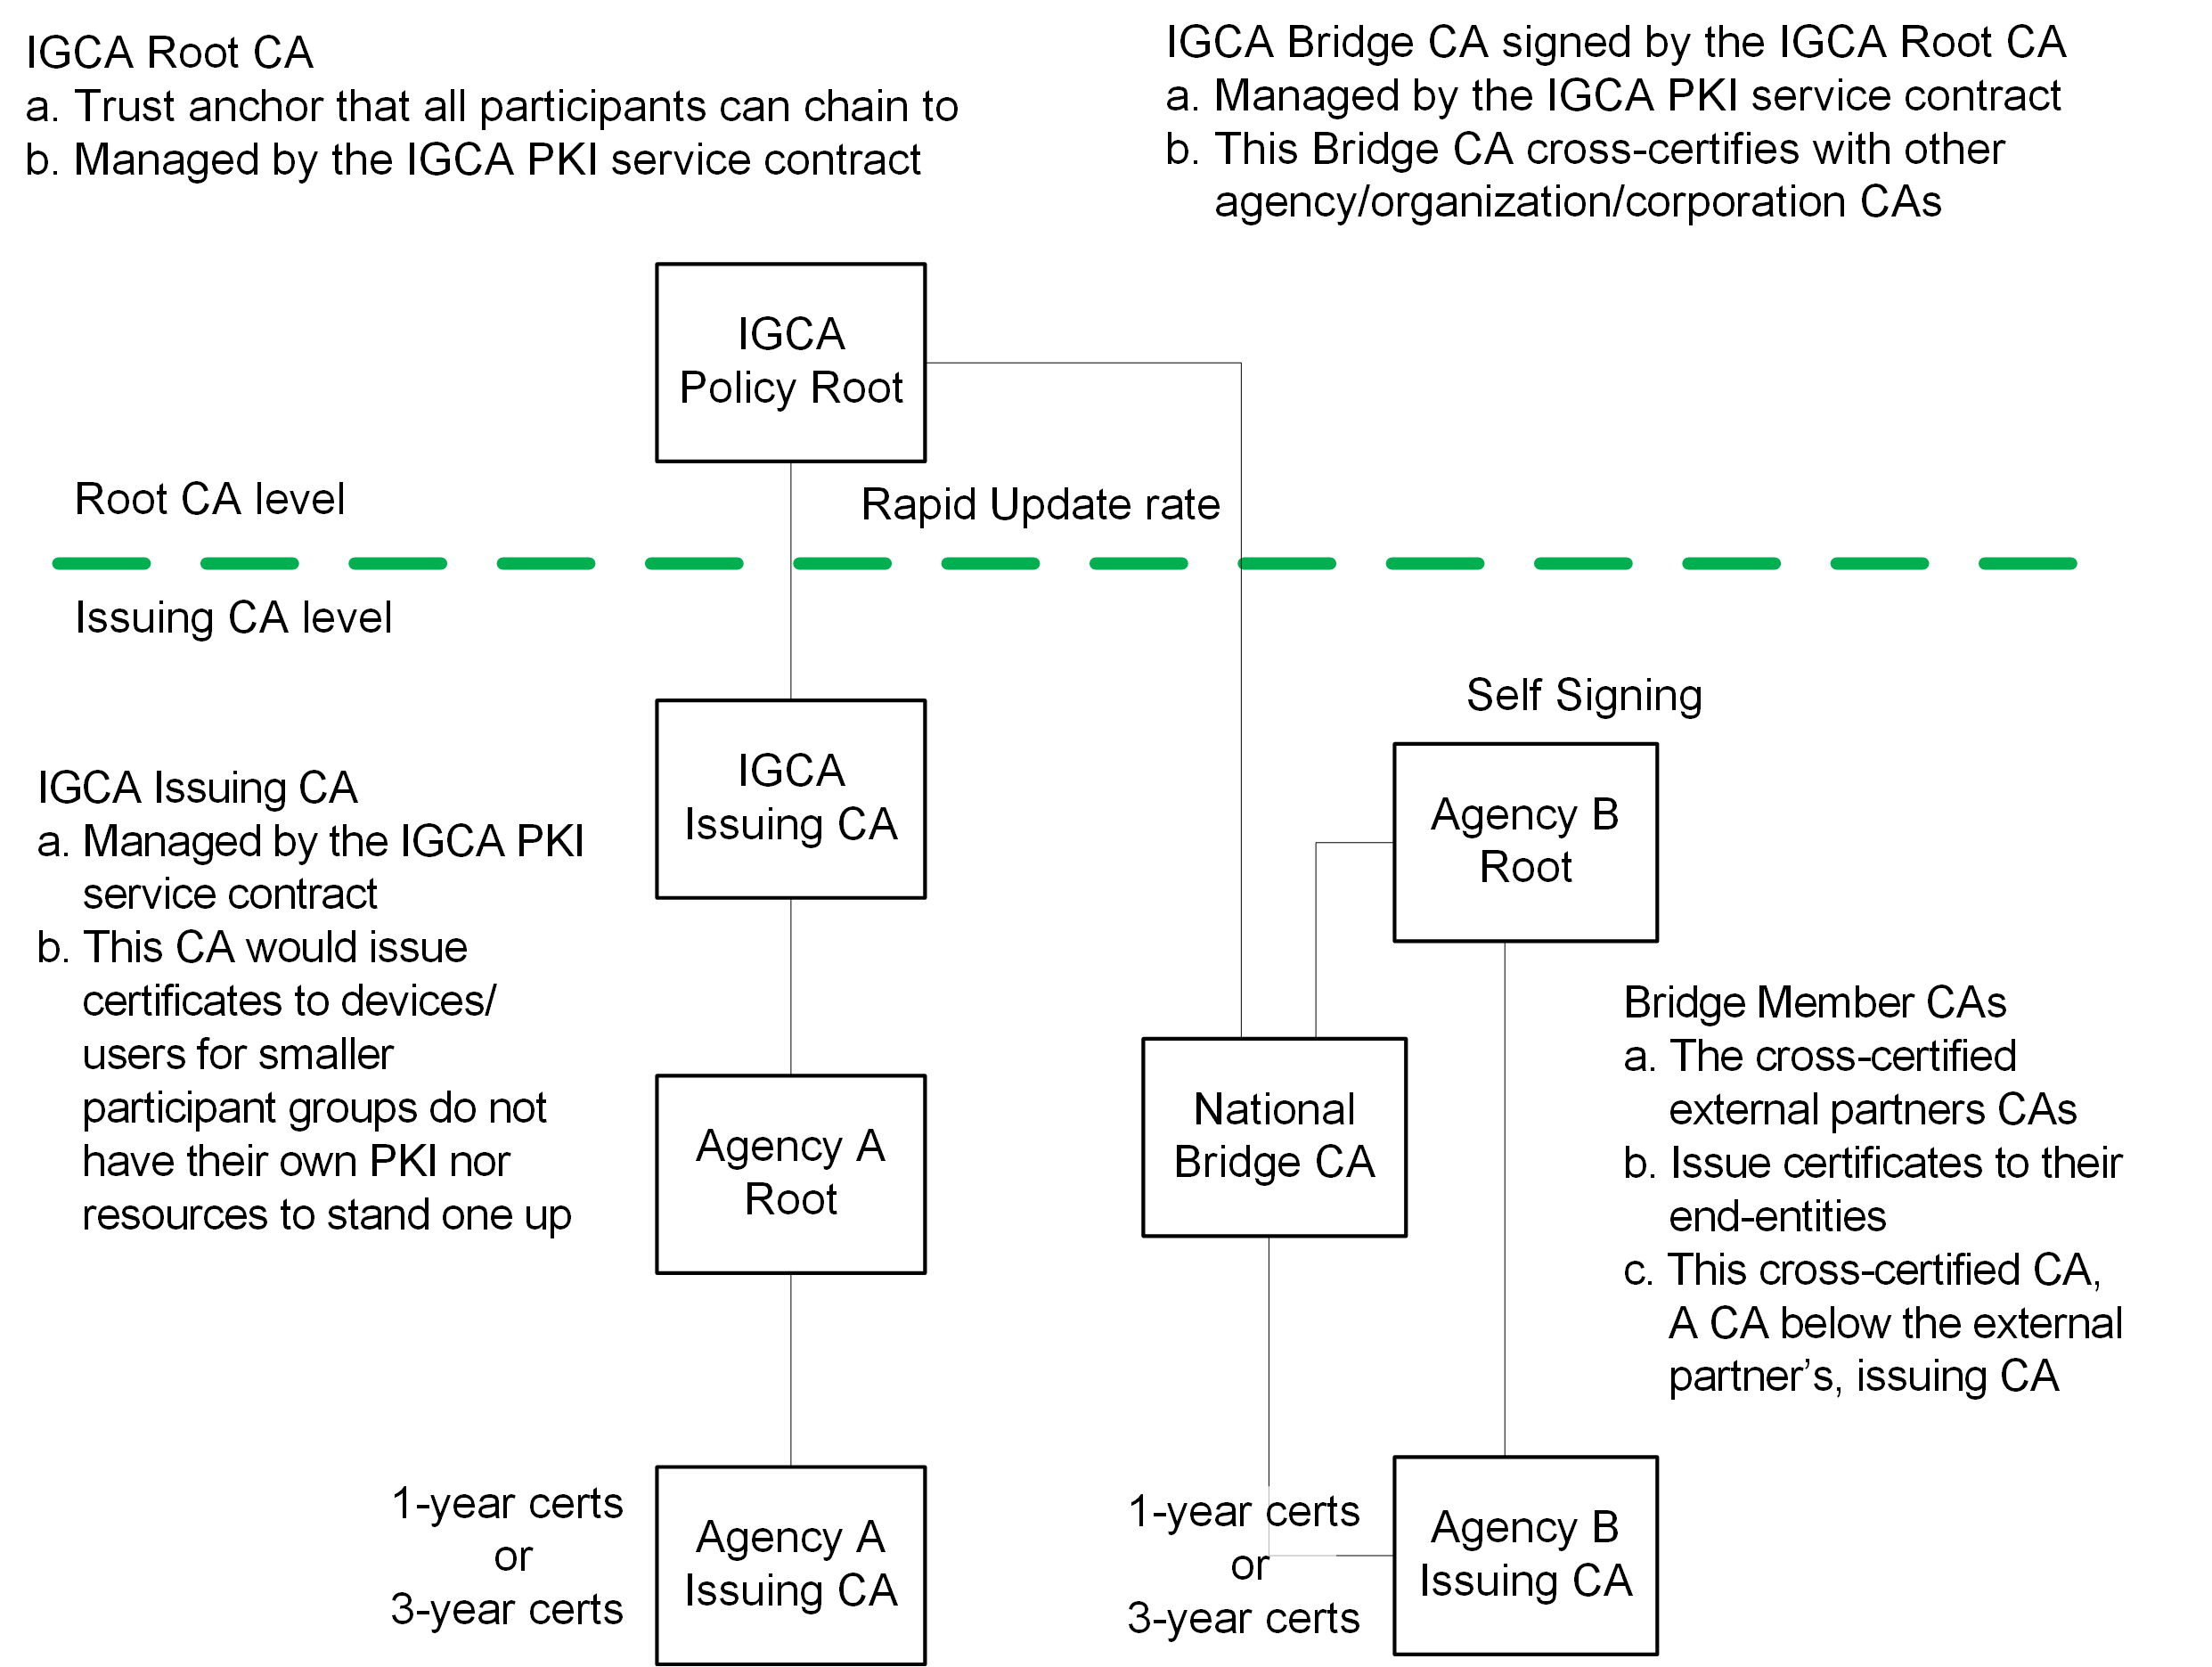 IGCA Root CA
a. Trust anchor that all participants can chain to
b. Managed by the IGCA PKI service contract
IGCA Bridge CA signed by the IGCA Root CA
a. Managed by the IGCA PKI service contract
b. This Bridge CA cross-certifies with other
agency/organization/corporation CAs
IGCA
Policy Root
Root CA level
Rapid Update rate
Issuing CA level
IGCA
Issuing CA
IGCA Issuing CA
a. Managed by the IGCA PKI
service contract
b. This CA would issue
certificates to devices/
users for smaller
participant groups do not
have their own PKI nor
resources to stand one up
Self Signing
Agency B
Root
Agency A
Root
National
Bridge CA
Bridge Member CAs
a. The cross-certified
external partners CAs
b. Issue certificates to their
end-entities
c. This cross-certified CA,
A CA below the external
partner’s, issuing CA
1-year certs
or
3-year certs
Agency A
Issuing CA
1-year certs
or
3-year certs
Agency B
Issuing CA